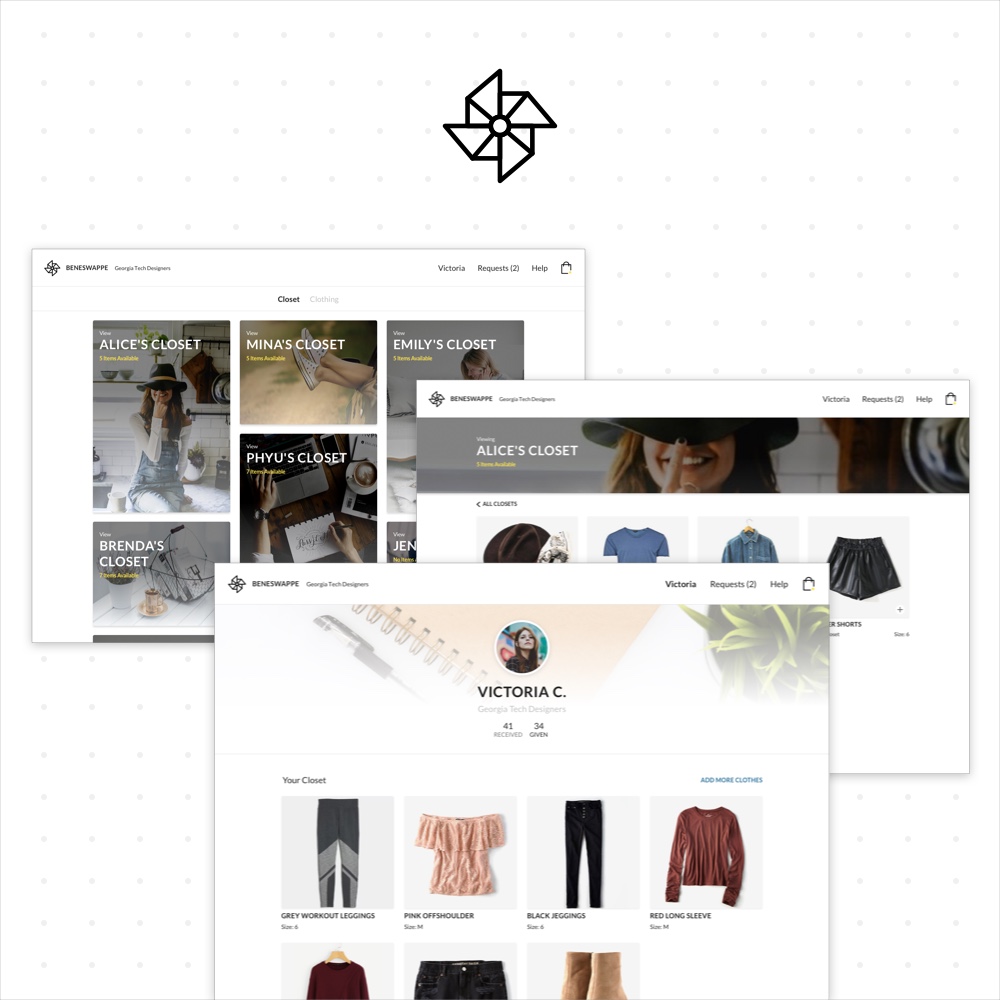 BENESWAPPE Georgia Tech Designers
Victoria Requests (2) Help
Closet Clothing
View
ALICE'S CLOSET
5 Items Available
View
MINA'S CLOSET
5 Items Available
View
EMILY'S CLOSET
5 Items Available
PHYU'S CLOSET
7 Items Available
View
BRENDA'S
CLOSET
7 Items Available
JEN
No Items
BENESWAPPE Georgia Tech Designers
Victoria Requests (2) Help
Viewing
ALICE'S CLOSET
5 Items Available
ALL CLOSETS
ER SHORTS
Size: 6
BENESWAPPE Georgia Tech Designers
Victoria Requests (2) Help
VICTORIA C.
Georgia Tech Designers
41 34
RECEIVED GIVEN
Your Closet
ADD MORE CLOTHES
GREY WORKOUT LEGGINGS
Size: 6
PINK OFFSHOULDER
Size: M
BLACK JEGGINGS
Size: 6
RED LONG SLEEVE
Size: M